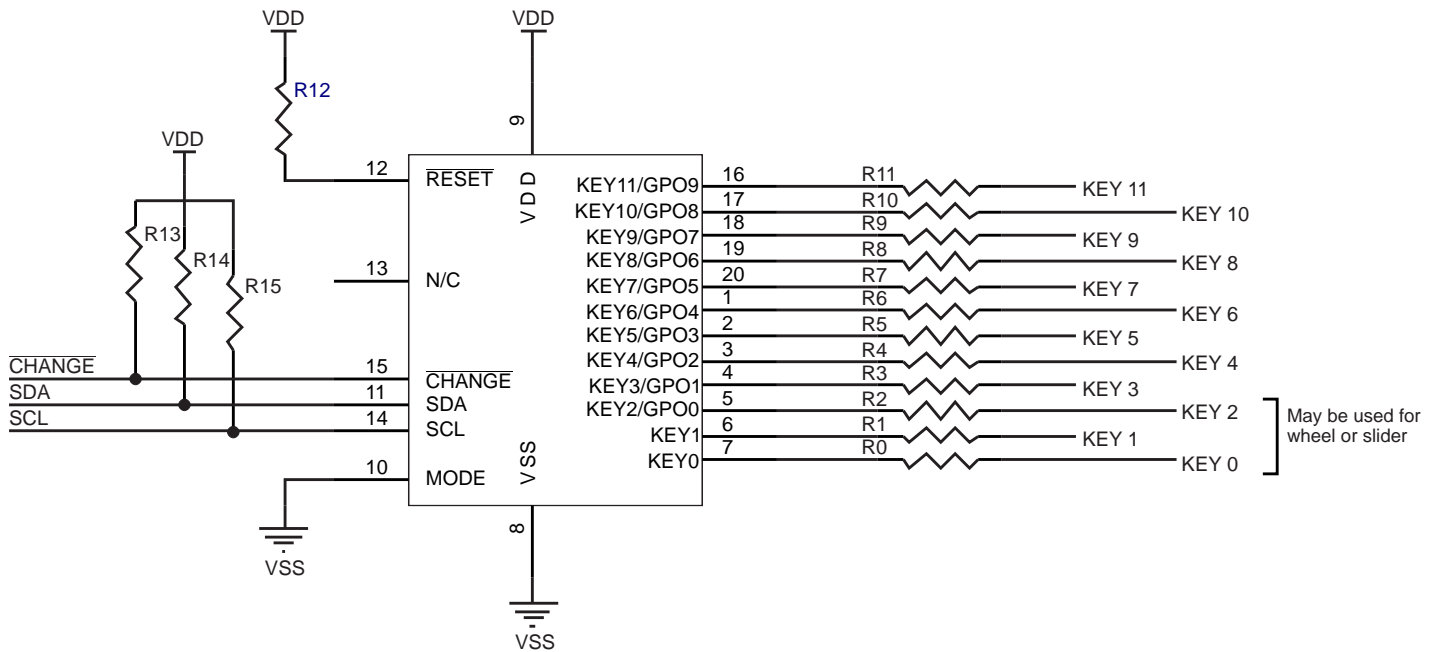 VDD
VDD
R12
VDD
9
12
RESET
VDD
R13
R14
R15
13
N/C
CHANGE
15
CHANGE
SDA
11
SDA
SCL
14
SCL
10
MODE
VSS
VSS
8
VSS
KEY11/GPO9
16
R11
KEY 11
KEY10/GPO8
17
R10
KEY 10
KEY9/GPO7
18
R9
KEY 9
KEY8/GPO6
19
R8
KEY 8
KEY7/GPO5
20
R7
KEY 7
KEY6/GPO4
1
R6
KEY 6
KEY5/GPO3
2
R5
KEY 5
KEY4/GPO2
3
R4
KEY 4
KEY3/GPO1
4
R3
KEY 3
KEY2/GPO0
5
R2
KEY 2
KEY1
6
R1
KEY 1
KEY0
7
R0
KEY 0
May be used for
wheel or slider